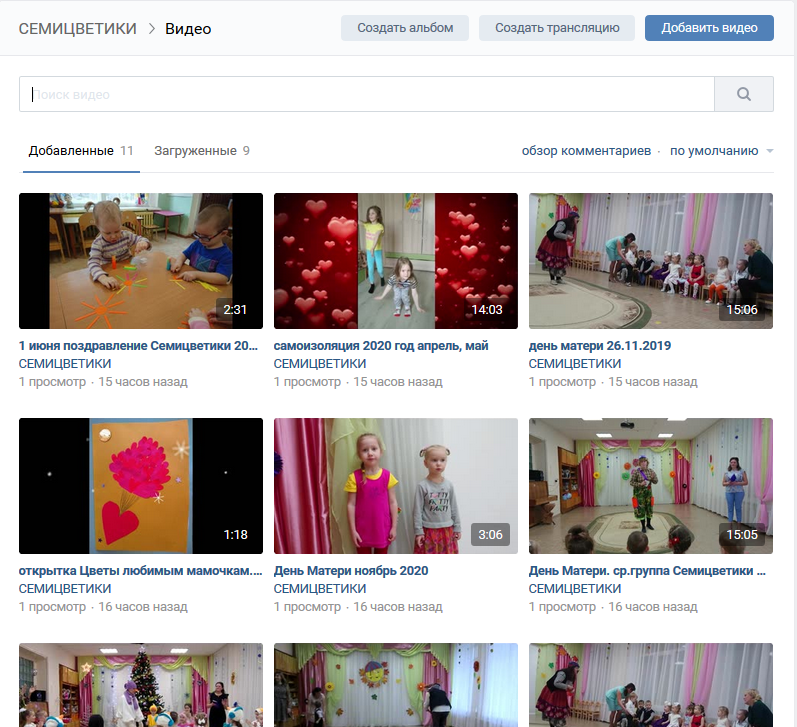 СЕМИЦВЕТИКИ > Видео
Создать альбом
Создать трансляцию
Добавить видео
Поиск видео
Добавленные 11
Загруженные 9
обзор комментариев · по умолчанию
2:31
14:03
15:06
1 июня поздравление Семицветики 20...
самоизоляция 2020 год апрель, май
день матери 26.11.2019
СЕМИЦВЕТИКИ
СЕМИЦВЕТИКИ
СЕМИЦВЕТИКИ
1 просмотр · 15 часов назад
1 просмотр · 15 часов назад
1 просмотр · 15 часов назад
1:18
3:06
15:05
открытка Цветы любимым мамочкам....
День Матери ноябрь 2020
День Матери. ср.группа Семицветики ...
СЕМИЦВЕТИКИ
СЕМИЦВЕТИКИ
СЕМИЦВЕТИКИ
1 просмотр · 16 часов назад
1 просмотр · 16 часов назад
1 просмотр · 16 часов назад